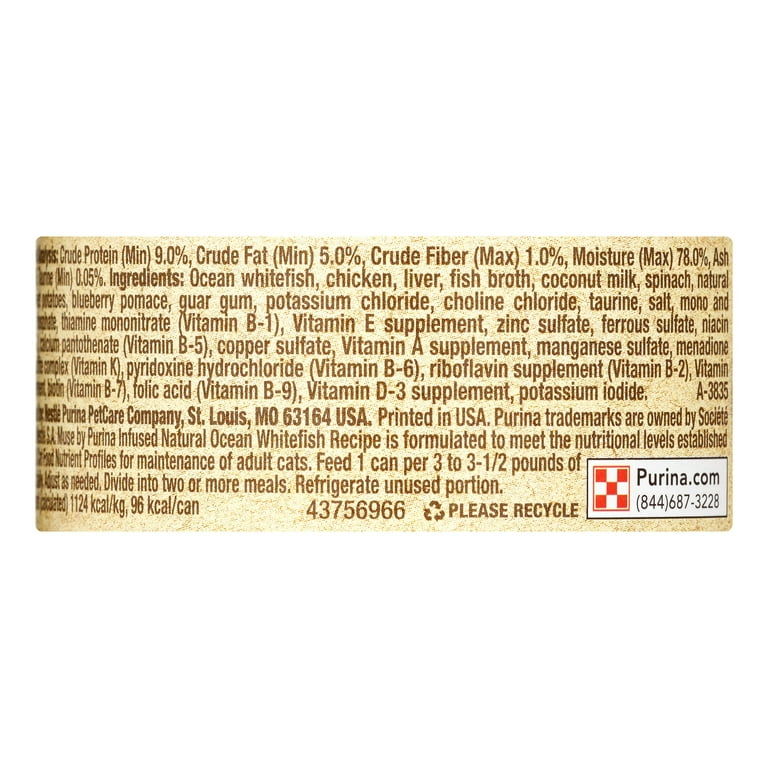 Crude Protein (Min) 9.0%, Crude Fat (Min) 5.0%, Crude Fiber (Max) 1.0%, Moisture (Max) 78.0%, Ash
(Min) 0.05%. Ingredients: Ocean whitefish, chicken, liver, fish broth, coconut milk, spinach, natural
blueberry pomace, guar gum, potassium chloride, choline chloride, taurine, salt, mono and
thiamine mononitrate (Vitamin B-1), Vitamin E supplement, zinc sulfate, ferrous sulfate, niacin
calcium pantothenate (Vitamin B-5), copper sulfate, Vitamin A supplement, manganese sulfate, menadione
complex (Vitamin K), pyridoxine hydrochloride (Vitamin B-6), riboflavin supplement (Vitamin B-2), Vitamin
biotin (Vitamin B-7), folic acid (Vitamin B-9), Vitamin D-3 supplement, potassium iodide. A-3835
Nestlé Purina PetCare Company, St. Louis, MO 63164 USA. Printed in USA. Purina trademarks are owned by Société
S.A. Muse by Purina Infused Natural Ocean Whitefish Recipe is formulated to meet the nutritional levels established
Food Nutrient Profiles for maintenance of adult cats. Feed 1 can per 3 to 3-1/2 pounds of
Adjust as needed. Divide into two or more meals. Refrigerate unused portion.
1124 kcal/kg, 96 kcal/can 43756966 PLEASE RECYCLE
Purina.com
(844)687-3228